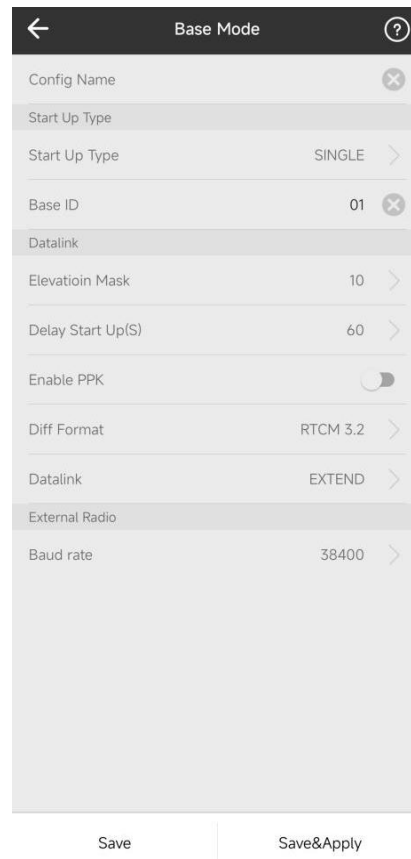 Base Mode ?
Config Name
Start Up Type
Start Up Type SINGLE
Base ID 01
Datalink
Elevatioin Mask 10
Delay Start Up(S) 60
Enable PPK
Diff Format RTCM 3.2
Datalink EXTEND
External Radio
Baud rate 38400
Save Save&Apply